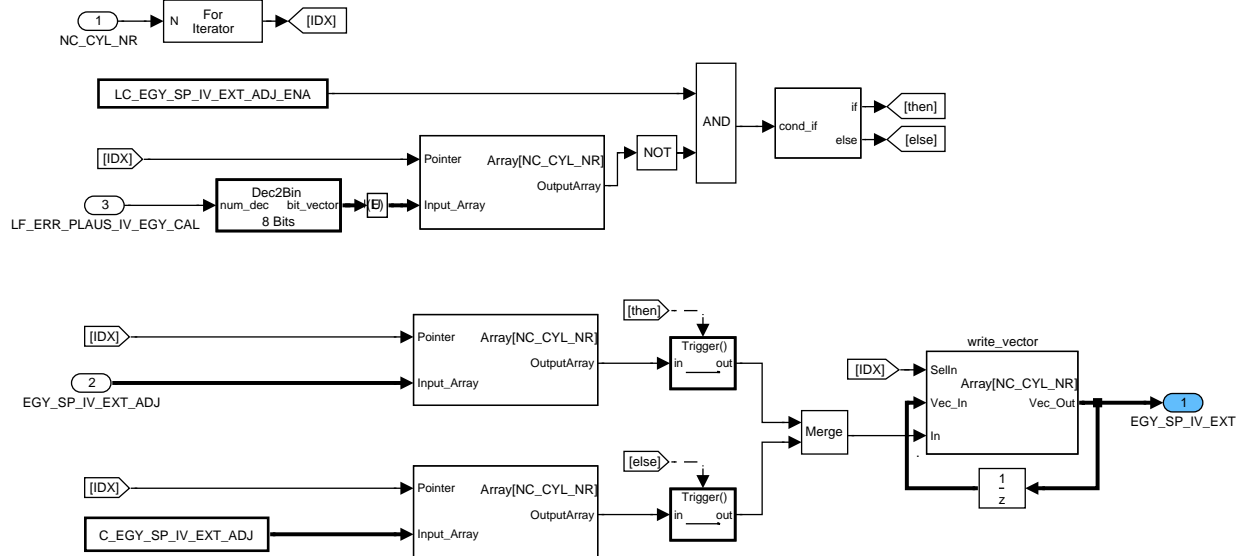 1
NC_CYL_NR
N
For
Iterator
[IDX]
LC_EGY_SP_IV_EXT_ADJ_ENA
AND
cond_if
if
else
[then]
[else]
[IDX]
Pointer
Array[NC_CYL_NR]
OutputArray
Input_Array
NOT
3
LF_ERR_PLAUS_IV_EGY_CAL
Dec2Bin
num_dec bit_vector
8 Bits
[IDX]
Pointer
Array[NC_CYL_NR]
OutputArray
Input_Array
2
EGY_SP_IV_EXT_ADJ
[then]
Trigger()
in out
Merge
write_vector
[IDX]
SelIn
Array[NC_CYL_NR]
Vec_In
Vec_Out
In
1
EGY_SP_IV_EXT
1
z
[else]
Trigger()
in out
[IDX]
Pointer
Array[NC_CYL_NR]
OutputArray
Input_Array
C_EGY_SP_IV_EXT_ADJ